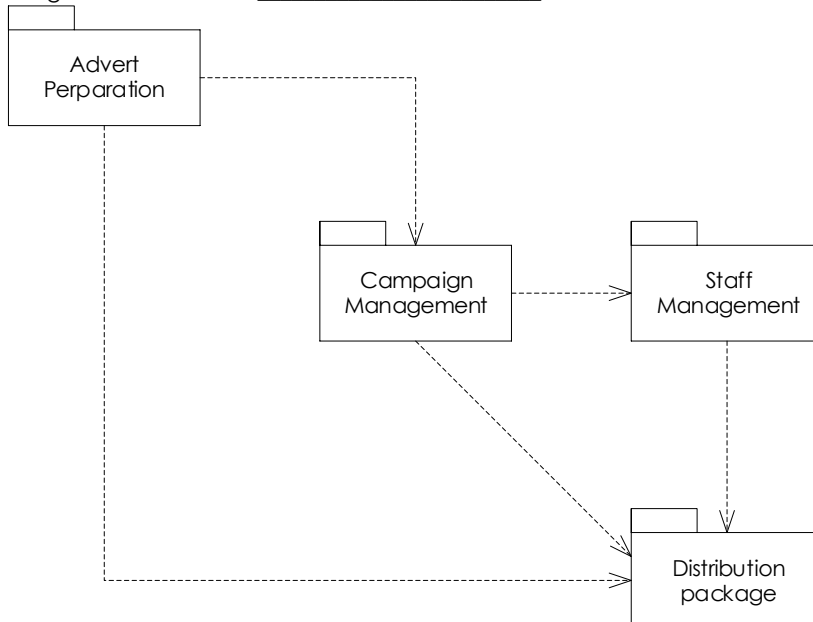 Advert
Perparation
Campaign
Management
Staff
Management
Distribution
package